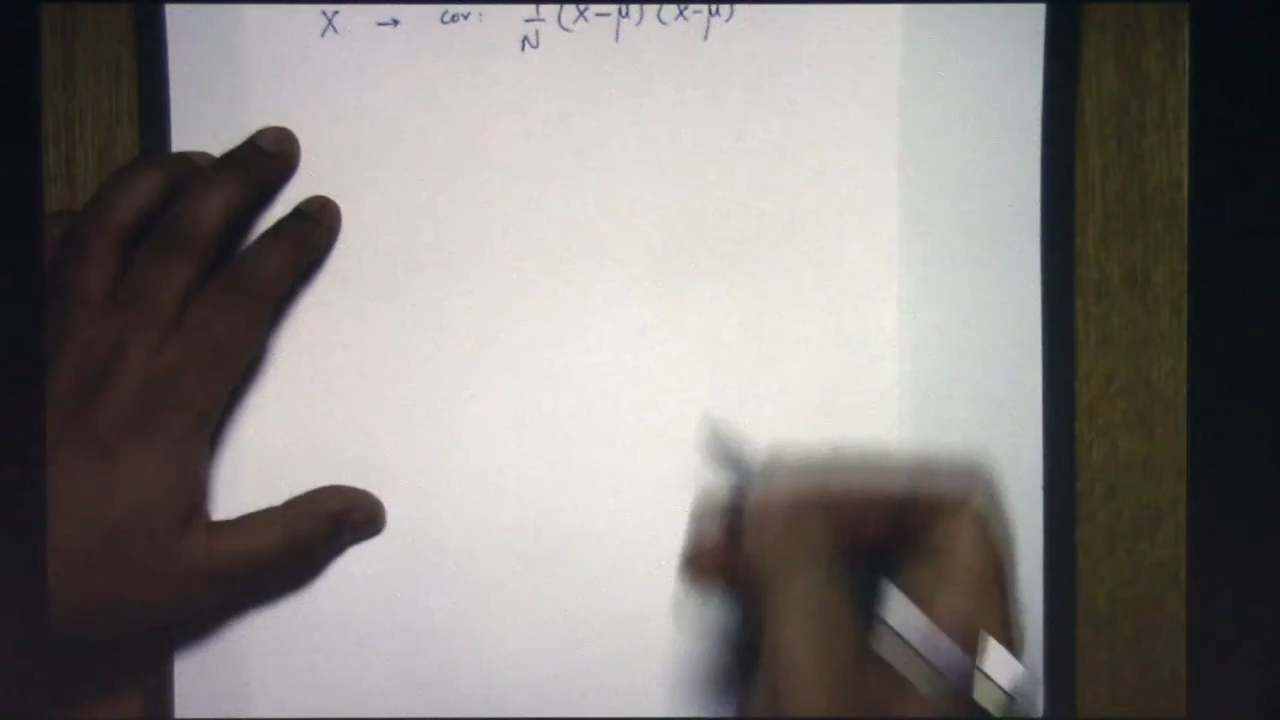 X → cov: 1/N (X-μ) (X-μ)